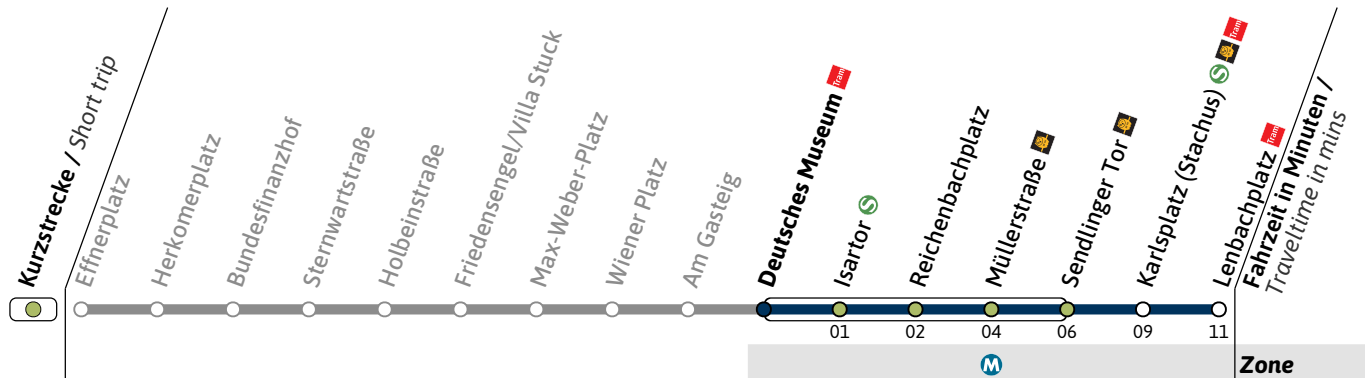 Kurzstrecke / Short trip
Effnerplatz
Herkomerplatz
Bundesfinanzhof
Sternwartstraße
Holbeinstraße
Friedensengel/Villa Stuck
Max-Weber-Platz
Wiener Platz
Am Gasteig
Deutsches Museum Tram
Isartor S
Reichenbachplatz
Müllerstraße
Sendlinger Tor
Karlsplatz (Stachus) S Tram
Lenbachplatz Tram
Fahrzeit in Minuten /
Traveltime in mins
01 02 04 06 09 11
M Zone